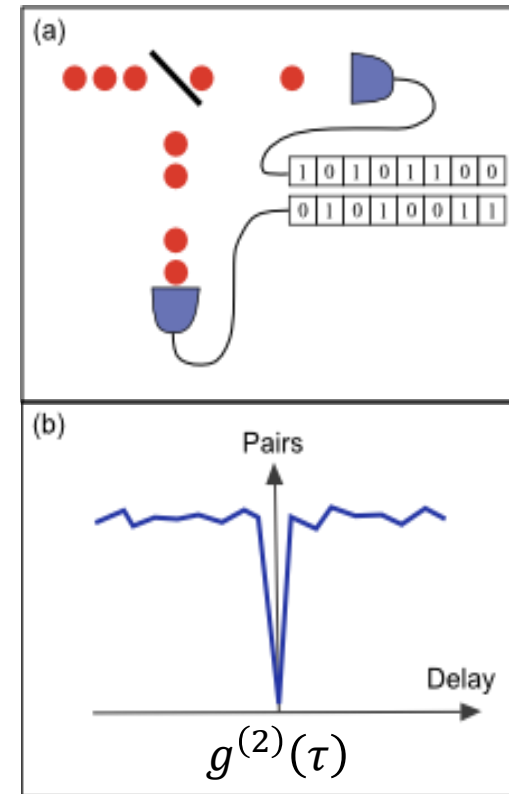 (a)
1 0 1 0 1 1 0 0
0 1 0 1 0 0 1 1
(b)
Pairs
Delay
g⁽²⁾(τ)